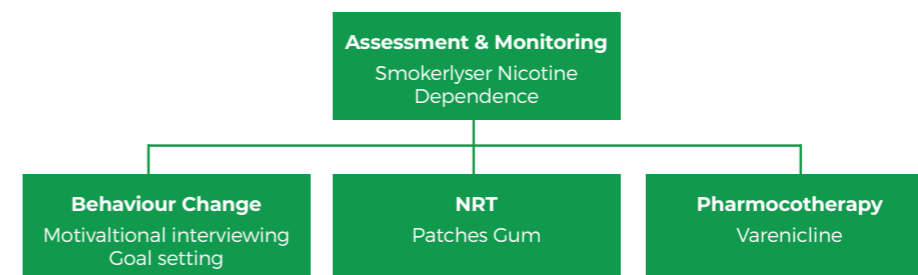 Assessment & Monitoring
Smokerlyser Nicotine
Dependence
Behaviour Change
Motivaltional interviewing
Goal setting
NRT
Patches Gum
Pharmocotherapy
Varenicline